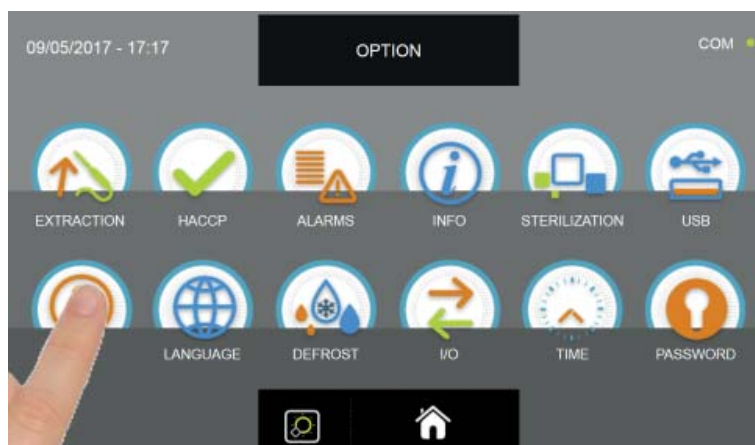 09/05/2017 - 17:17
OPTION
COM
EXTRACTION
HACCP
ALARMS
INFO
STERILIZATION
USB
LANGUAGE
DEFROST
I/O
TIME
PASSWORD